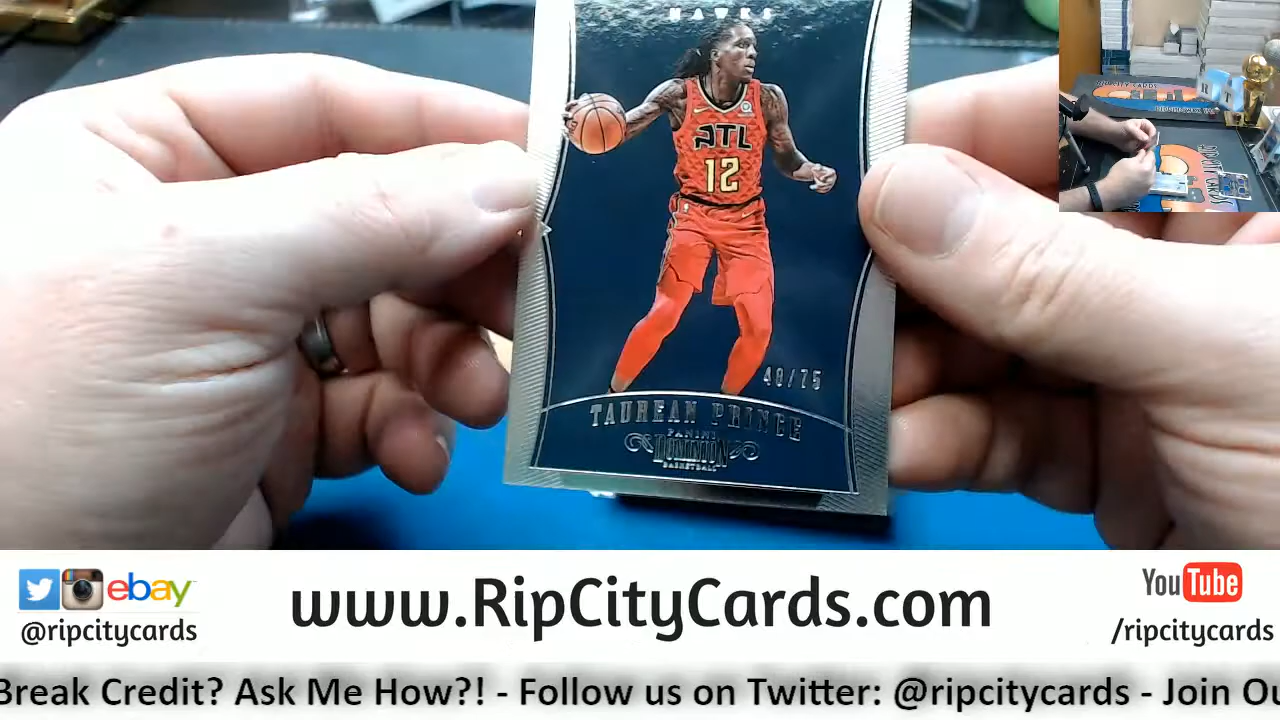 HAWKS
ATL
12
40/75
TAUREAN PRINCE
PANINI
DOMINION
BASKETBALL
ebay
@ripcitycards
www.RipCityCards.com
YouTube
/ripcitycards
Break Credit? Ask Me How?! - Follow us on Twitter: @ripcitycards - Join Ou